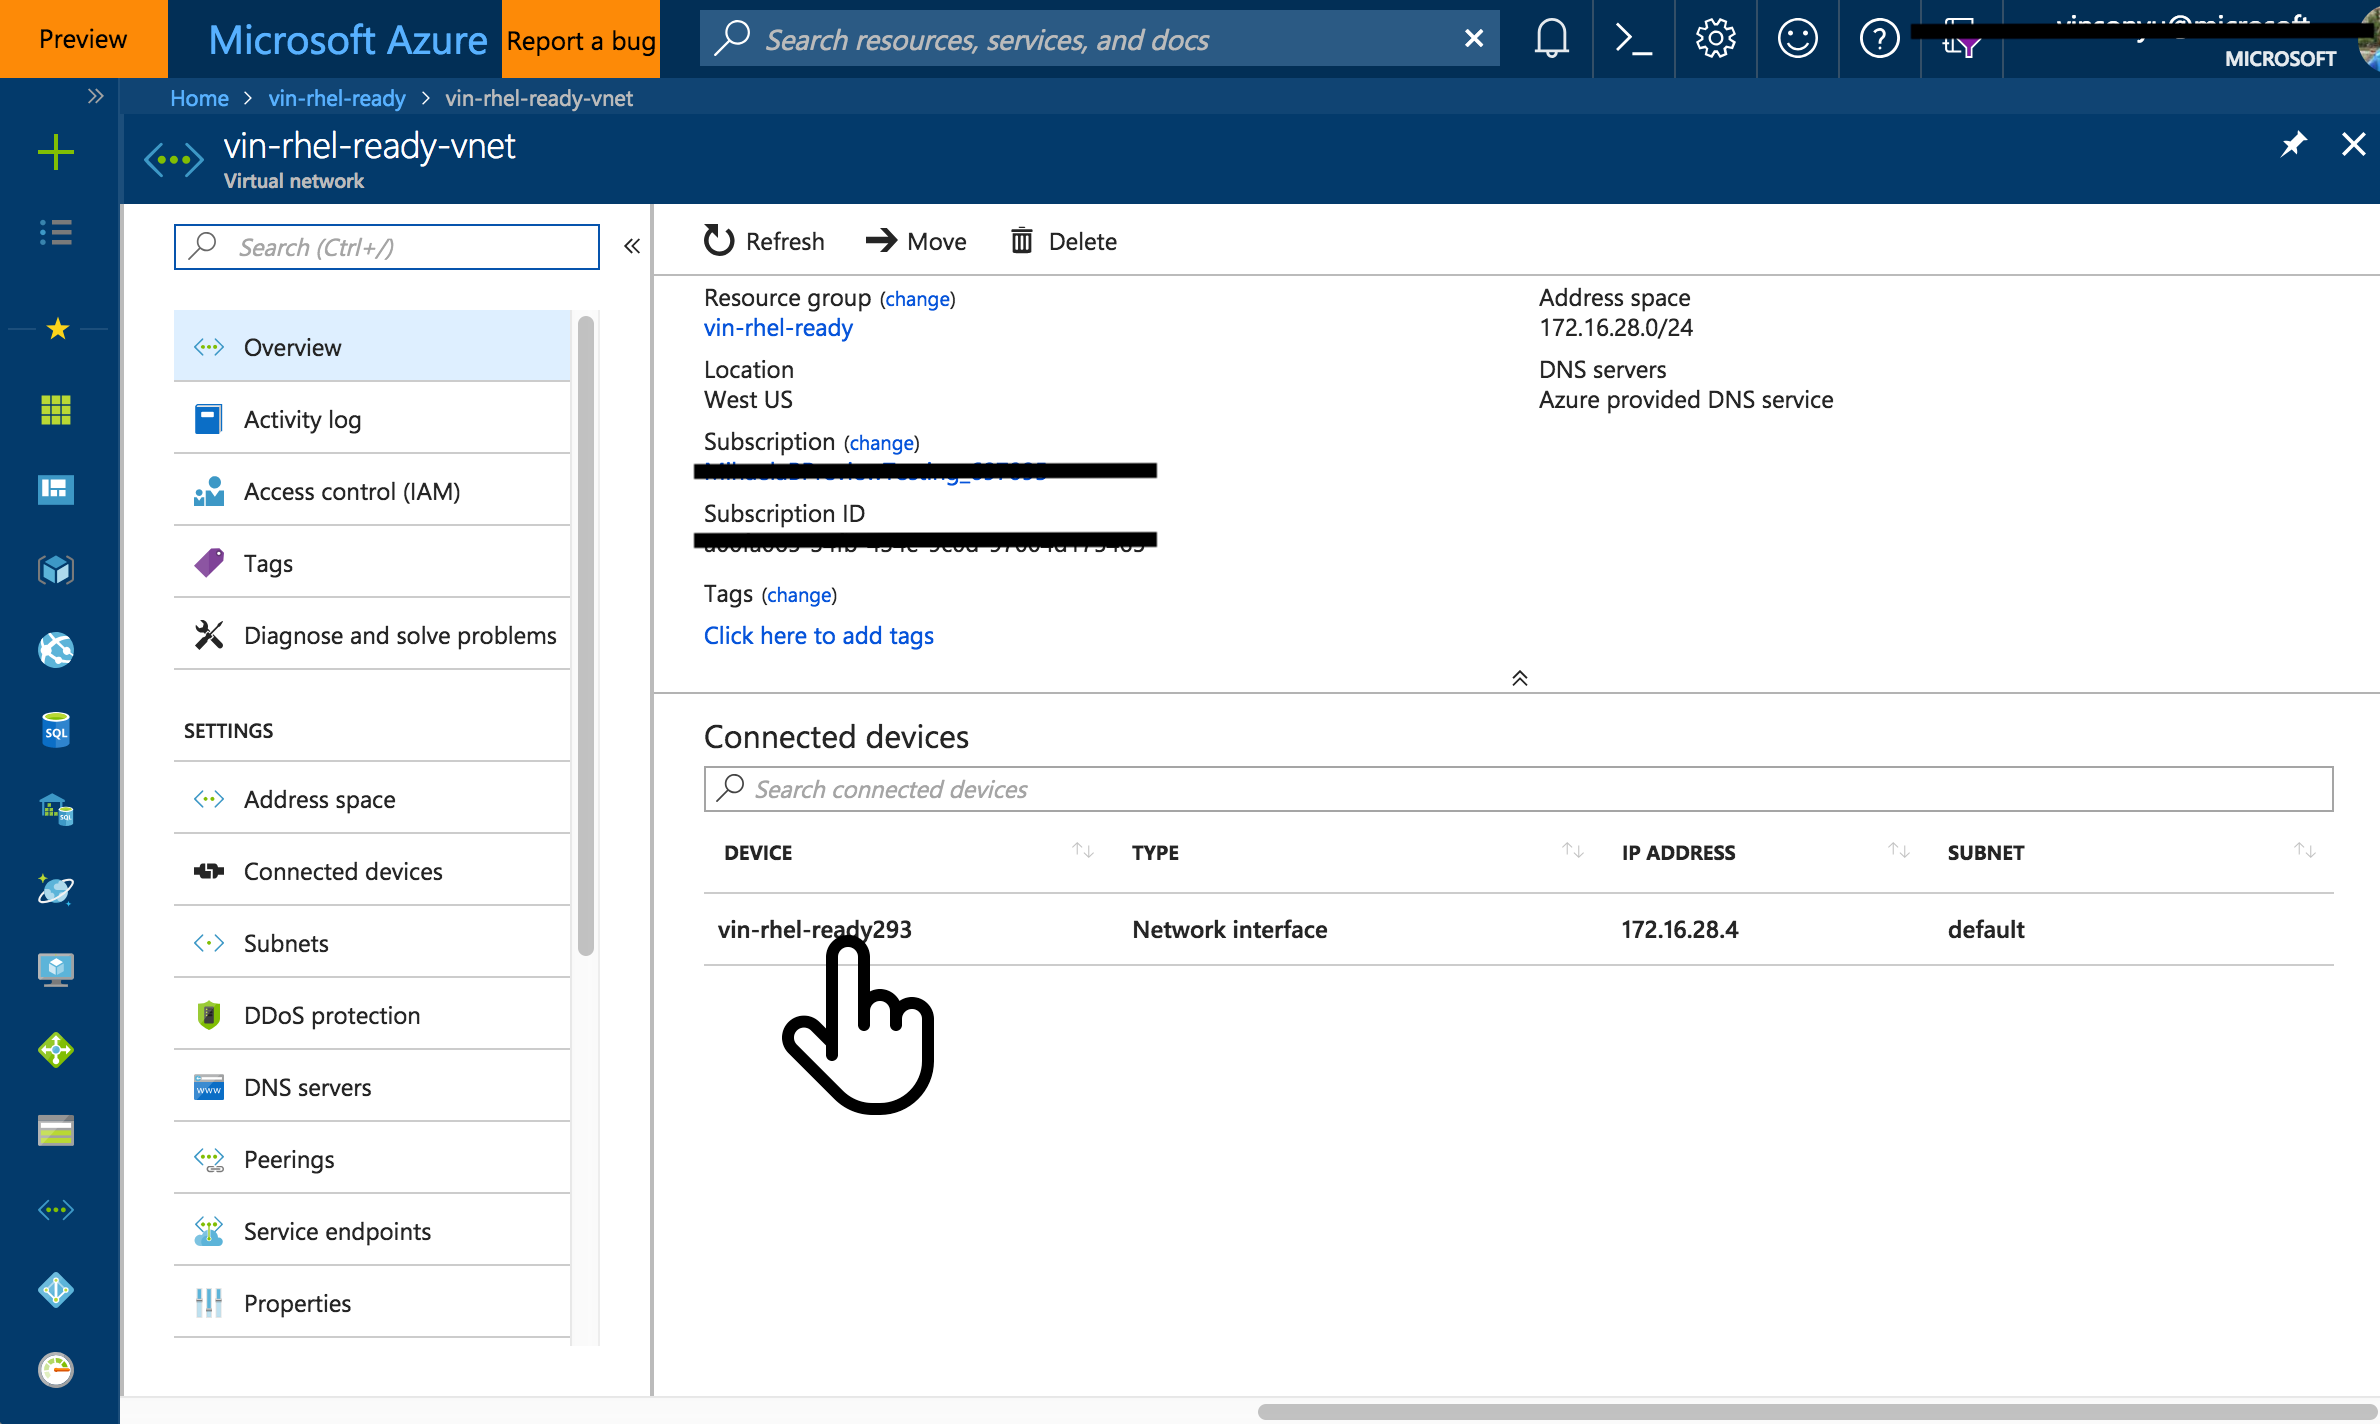 Preview
Microsoft Azure
Report a bug
Search resources, services, and docs
MICROSOFT
Home > vin-rhel-ready > vin-rhel-ready-vnet
vin-rhel-ready-vnet
Virtual network
Search (Ctrl+/)
Overview
Activity log
Access control (IAM)
Tags
Diagnose and solve problems
SETTINGS
Address space
Connected devices
Subnets
DDoS protection
DNS servers
Peerings
Service endpoints
Properties
SQL
SQL
WWW
Refresh
Move
Delete
Resource group (change)
vin-rhel-ready
Location
West US
Subscription (change)
Subscription ID
Tags (change)
Click here to add tags
Address space
172.16.28.0/24
DNS servers
Azure provided DNS service
Connected devices
Search connected devices
DEVICE TYPE IP ADDRESS SUBNET
vin-rhel-ready293 Network interface 172.16.28.4 default